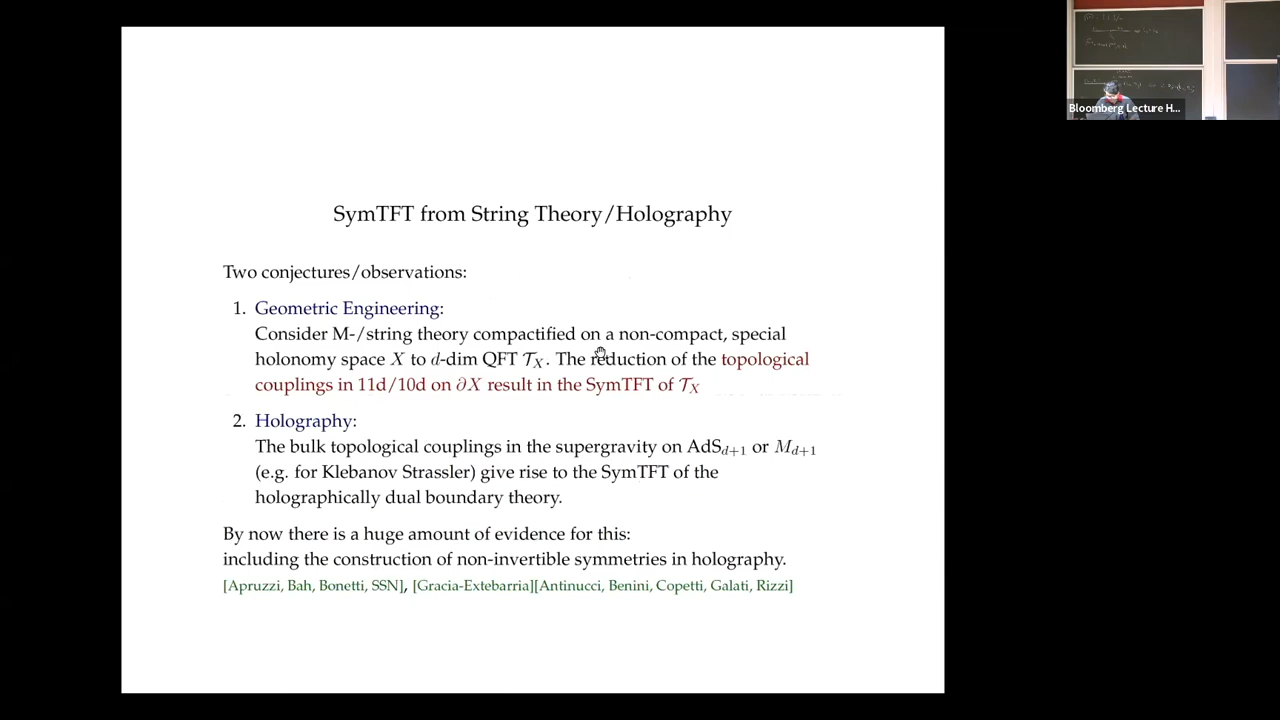 SymTFT from String Theory/Holography
Two conjectures/observations:
1. Geometric Engineering:
Consider M-/string theory compactified on a non-compact, special
holonomy space X to d-dim QFT 𝒯_X. The reduction of the topological
couplings in 11d/10d on ∂X result in the SymTFT of 𝒯_X
2. Holography:
The bulk topological couplings in the supergravity on AdS_{d+1} or M_{d+1}
(e.g. for Klebanov Strassler) give rise to the SymTFT of the
holographically dual boundary theory.
By now there is a huge amount of evidence for this:
including the construction of non-invertible symmetries in holography.
[Apruzzi, Bah, Bonetti, SSN], [Gracia-Extebarria][Antinucci, Benini, Copetti, Galati, Rizzi]
Bloomberg Lecture H...